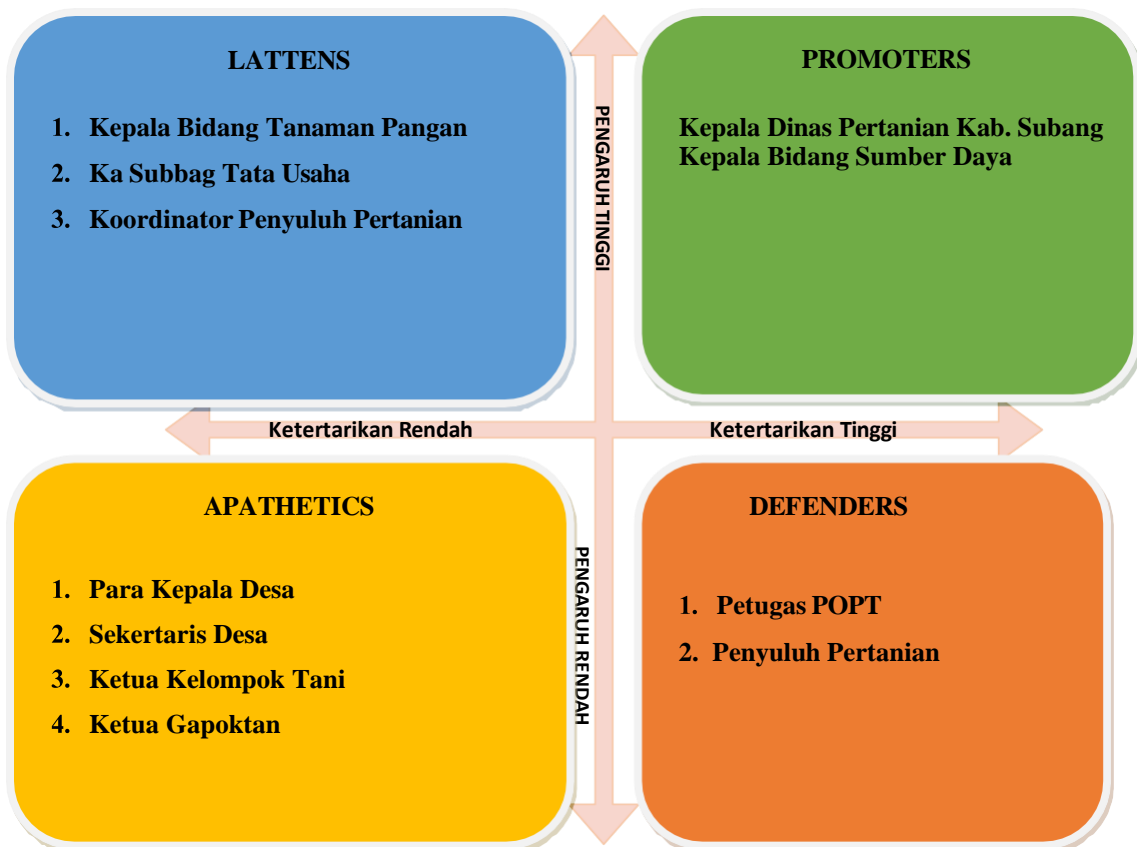 LATTENS
1. Kepala Bidang Tanaman Pangan
2. Ka Subbag Tata Usaha
3. Koordinator Penyuluh Pertanian
PENGARUH TINGGI
PROMOTERS
Kepala Dinas Pertanian Kab. Subang
Kepala Bidang Sumber Daya
Ketertarikan Rendah
Ketertarikan Tinggi
APATHETICS
1. Para Kepala Desa
2. Sekertaris Desa
3. Ketua Kelompok Tani
4. Ketua Gapoktan
PENGARUH RENDAH
DEFENDERS
1. Petugas POPT
2. Penyuluh Pertanian